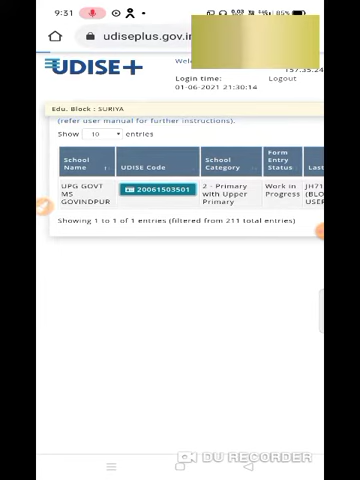 9:31
85%
udiseplus.gov.in
UDISE+
Login time:
01-06-2021 21:30:14
Logout
Edu. Block : SURIYA
(refer user manual for further instructions).
Show 10 entries
School Name
UDISE Code
School Category
Form Entry Status
Last
UPG GOVT MS GOVINDPUR
20061503501
2 - Primary with Upper Primary
Work in Progress
Showing 1 to 1 of 1 entries (filtered from 211 total entries)
DU RECORDER